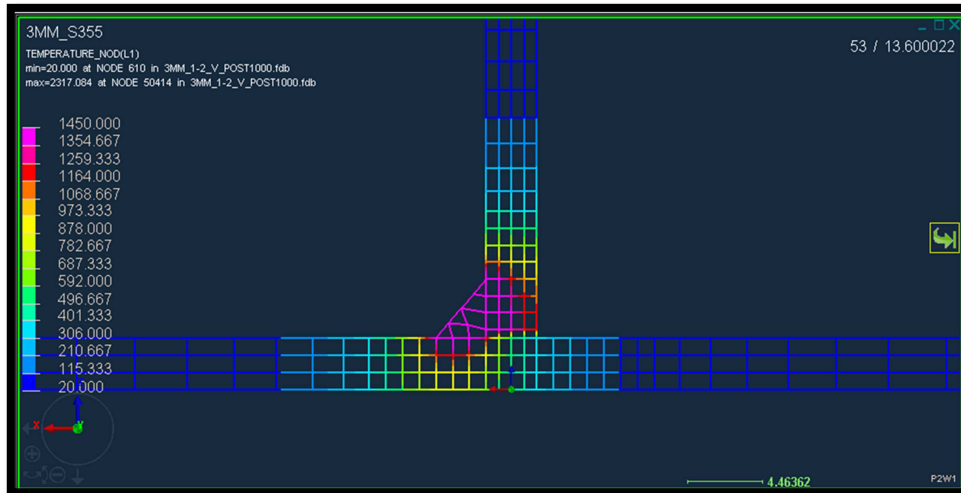 3MM_S355
53 / 13.600022
TEMPERATURE_NOD(L1)
min=20.000 at NODE 610 in 3MM_1-2_V_POST1000.fdb
max=2317.084 at NODE 50414 in 3MM_1-2_V_POST1000.fdb
1450.000
1354.667
1259.333
1164.000
1068.667
973.333
878.000
782.667
687.333
592.000
496.667
401.333
306.000
210.667
115.333
20.000
X
Y
4.46362
P2W1